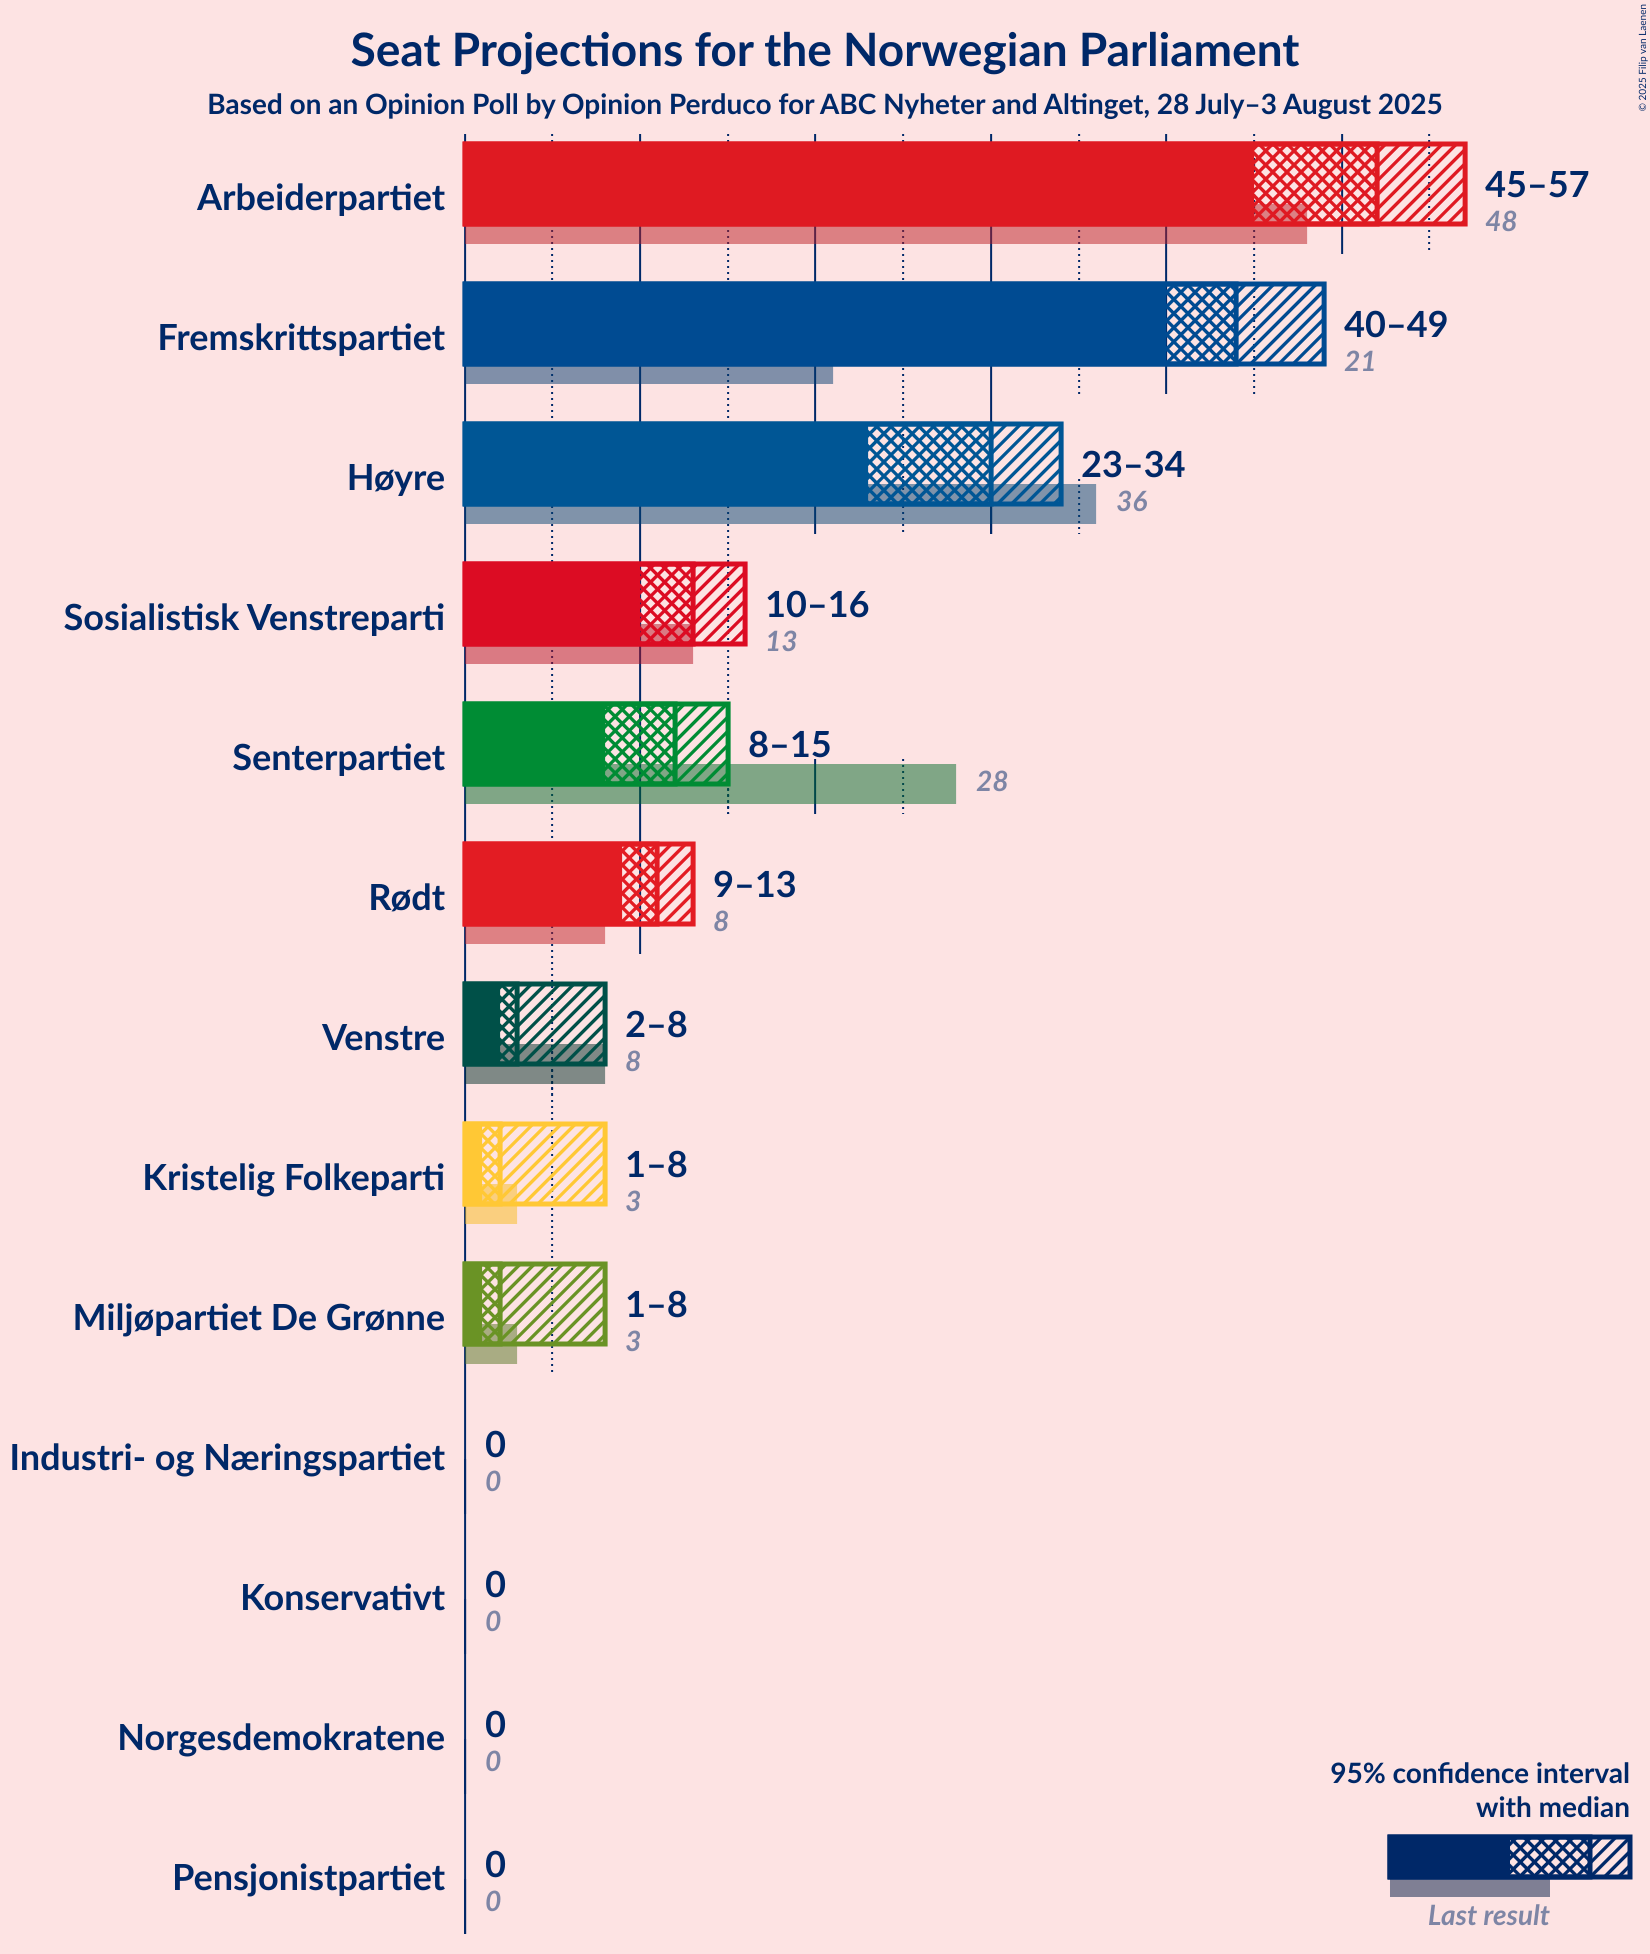 Seat Projections for the Norwegian Parliament
Based on an Opinion Poll by Opinion Perduco for ABC Nyheter and Altinget, 28 July–3 August 2025
© 2025 Filip van Laenen
Arbeiderpartiet
45–57
48
Fremskrittspartiet
40–49
21
Høyre
23–34
36
Sosialistisk Venstreparti
10–16
13
Senterpartiet
8–15
28
Rødt
9–13
8
Venstre
2–8
8
Kristelig Folkeparti
1–8
3
Miljøpartiet De Grønne
1–8
3
Industri- og Næringspartiet
0
0
Konservativt
0
0
Norgesdemokratene
0
0
Pensjonistpartiet
0
0
95% confidence interval
with median
Last result